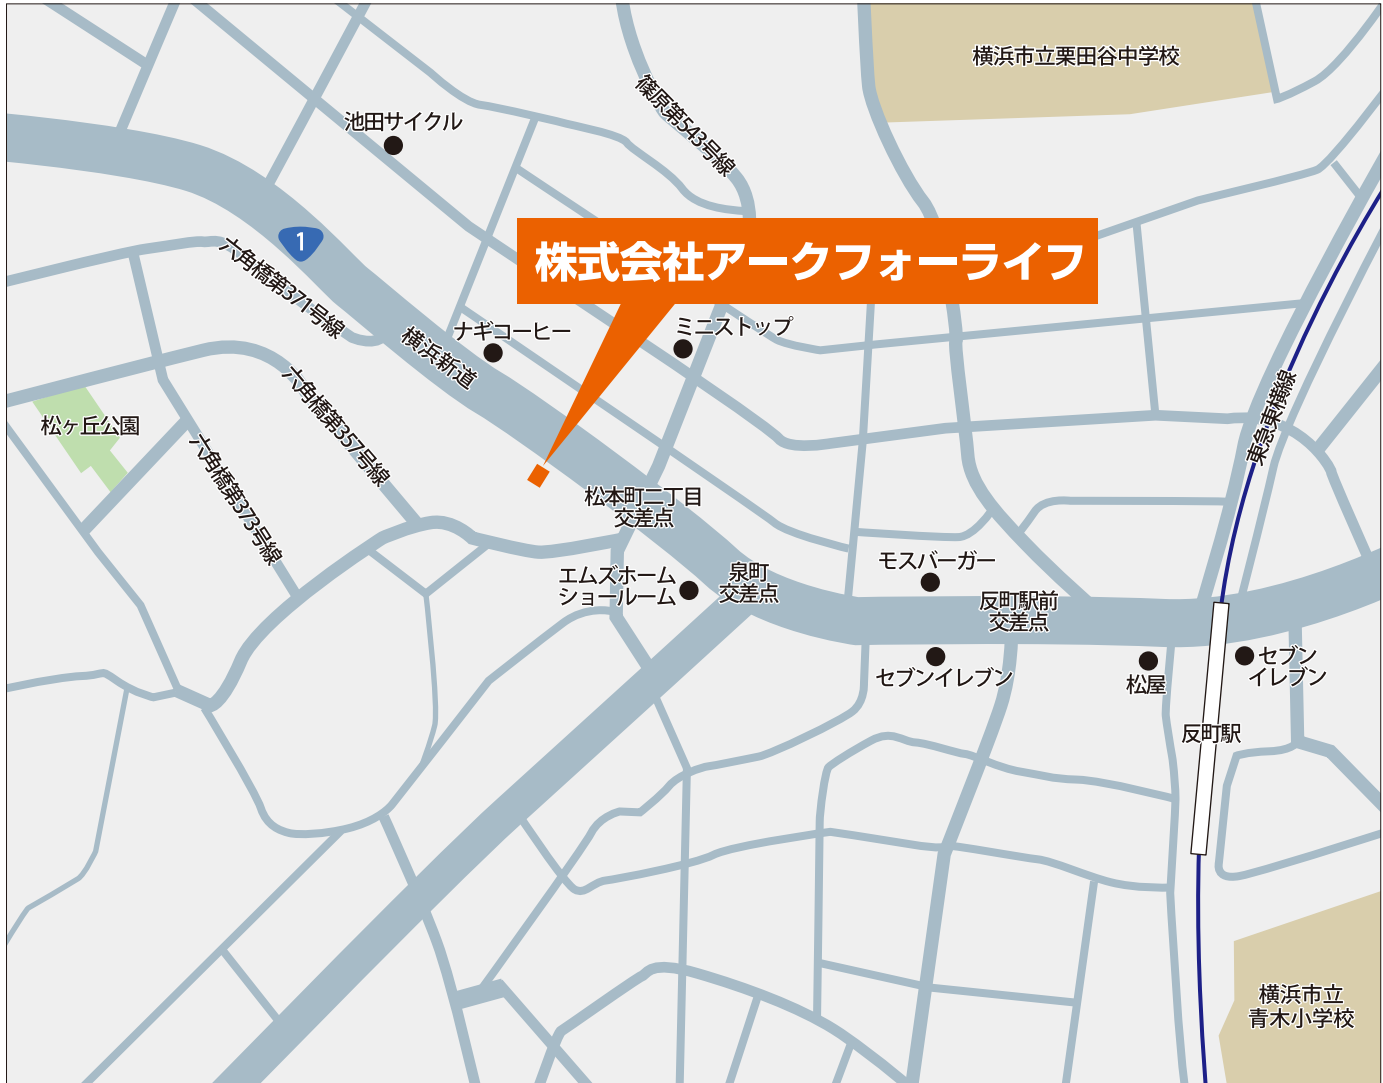 横浜市立栗田谷中学校
篠原第543号線
池田サイクル
1
六角橋第371号線
株式会社アークフォーライフ
横浜新道
ナギコーヒー
ミニストップ
六角橋第357号線
松ヶ丘公園
六角橋第373号線
東急東横線
松本町二丁目
交差点
エムズホーム
ショールーム
泉町
交差点
モスバーガー
反町駅前
交差点
セブンイレブン
松屋
セブン
イレブン
反町駅
横浜市立
青木小学校